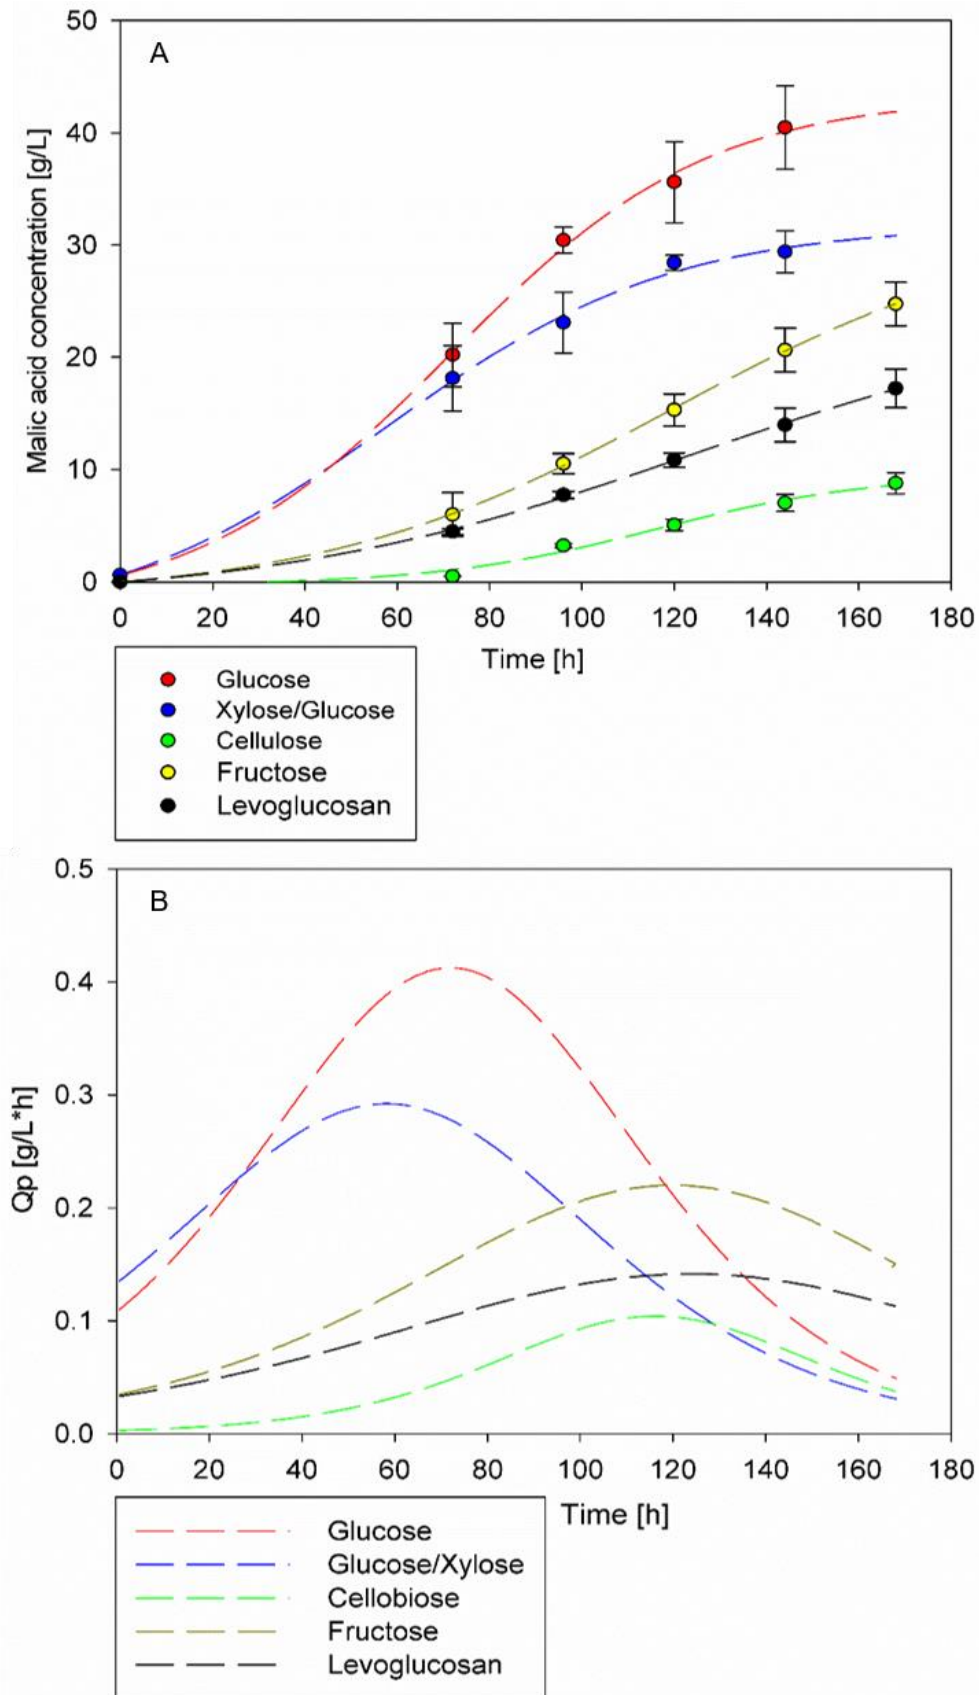 A
Malic acid concentration [g/L]
50
40
30
20
10
0
0 20 40 60 80 100 120 140 160 180
Time [h]
Glucose
Xylose/Glucose
Cellulose
Fructose
Levoglucosan
B
Qp [g/L*h]
0.5
0.4
0.3
0.2
0.1
0.0
0 20 40 60 80 100 120 140 160 180
Time [h]
Glucose
Glucose/Xylose
Cellobiose
Fructose
Levoglucosan